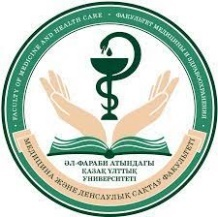 FACULTY OF MEDICINE AND HEALTH CARE • ФАКУЛЬТЕТ МЕДИЦИНЫ И ЗДРАВООХРАНЕНИЯ •
ӘЛ-ФАРАБИ АТЫНДАҒЫ
ҚАЗАҚ ҰЛТТЫҚ
УНИВЕРСИТЕТІ
МЕДИЦИНА ЖӘНЕ ДЕНСАУЛЫҚ САҚТАУ ФАКУЛЬТЕТІ